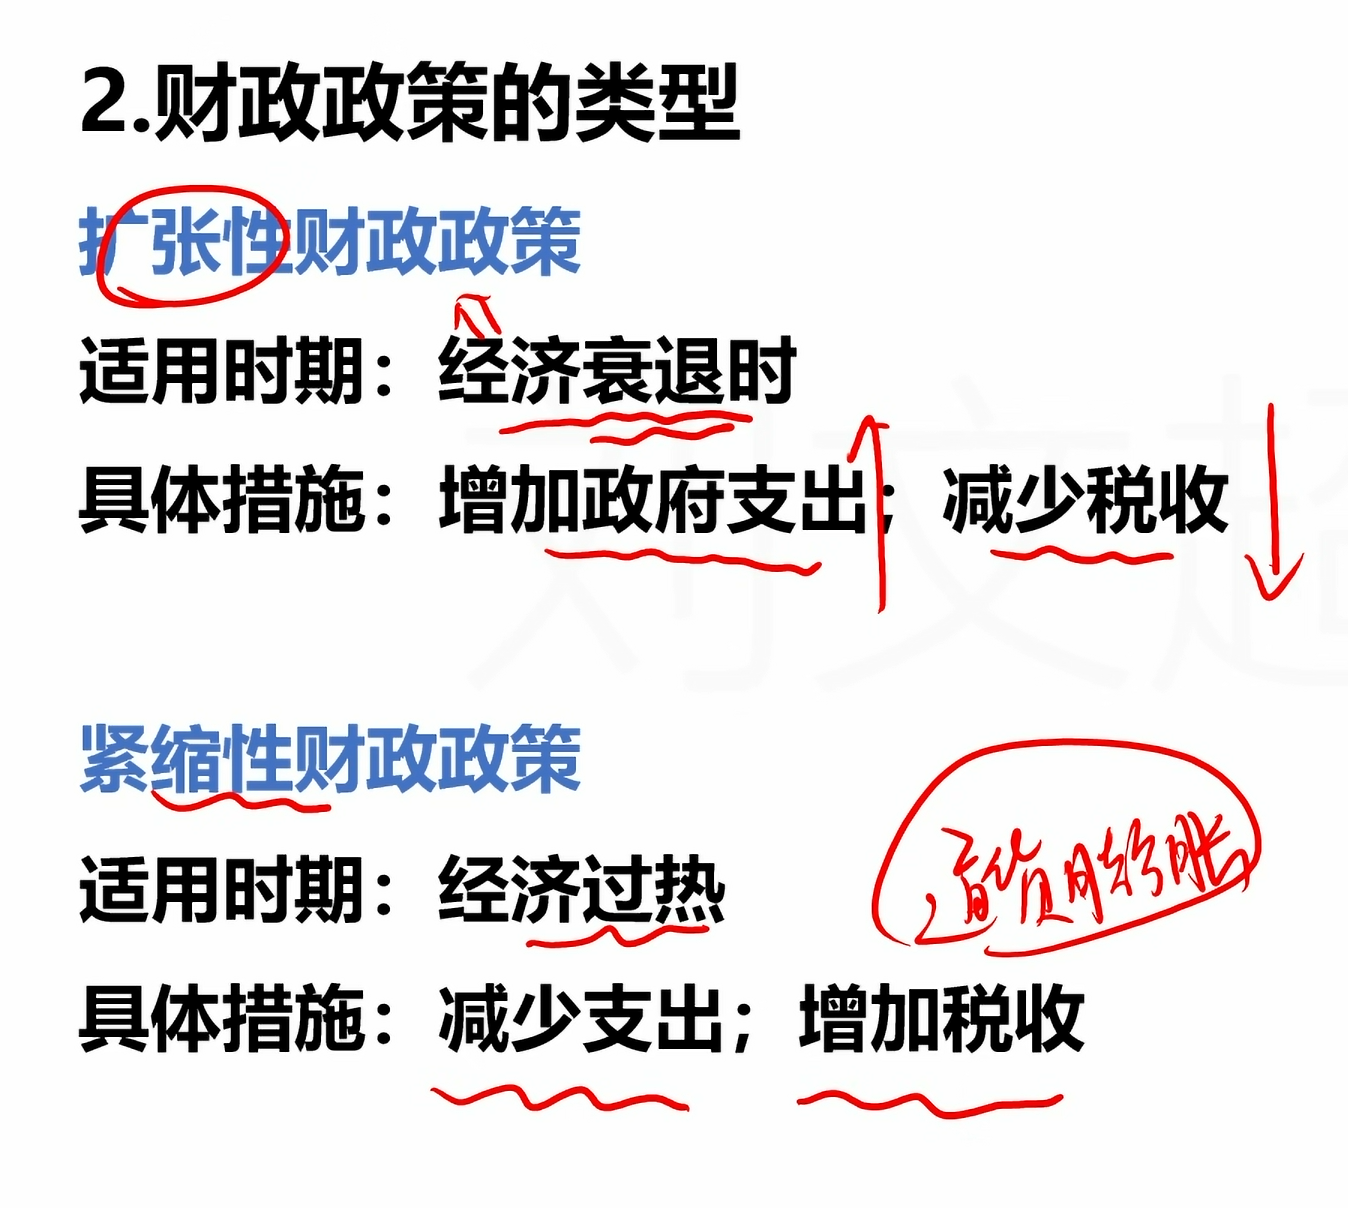 2.财政政策的类型
扩张性财政政策
适用时期：经济衰退时
具体措施：增加政府支出；减少税收
紧缩性财政政策
适用时期：经济过热
通货膨胀
具体措施：减少支出；增加税收
刘文超